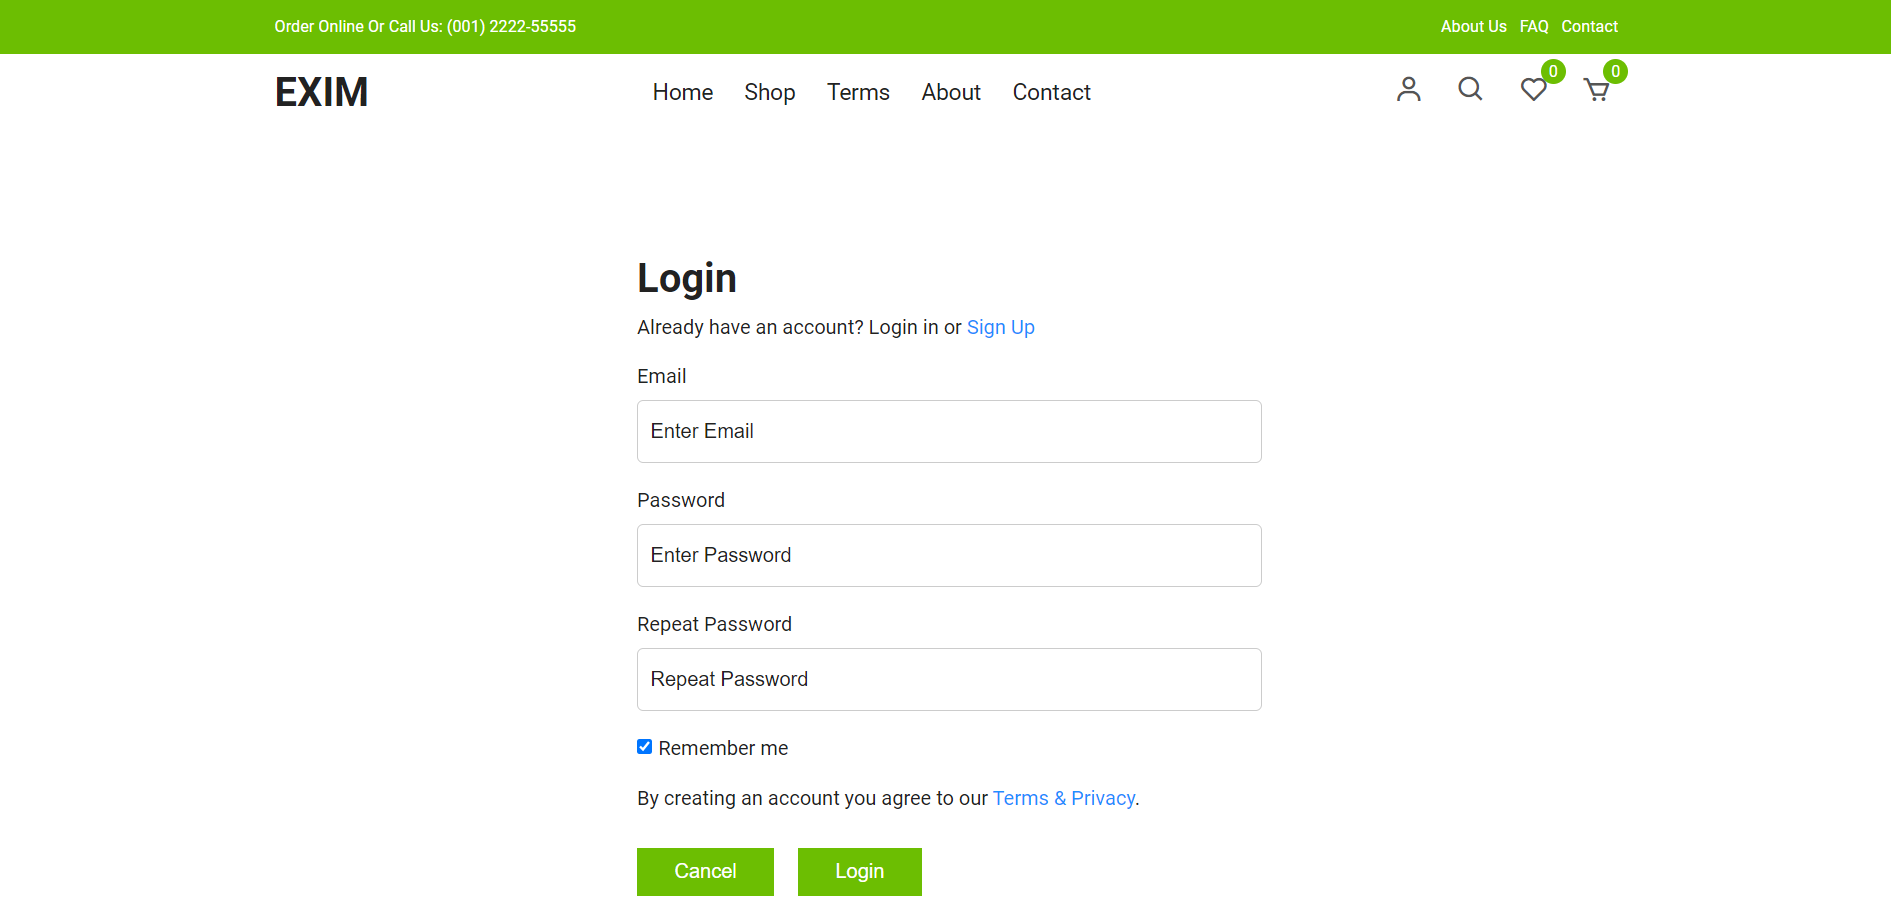 Order Online Or Call Us: (001) 2222-55555
About Us FAQ Contact
EXIM
Home Shop Terms About Contact
0 0
Login
Already have an account? Login in or Sign Up
Email
Enter Email
Password
Enter Password
Repeat Password
Repeat Password
Remember me
By creating an account you agree to our Terms & Privacy.
Cancel Login